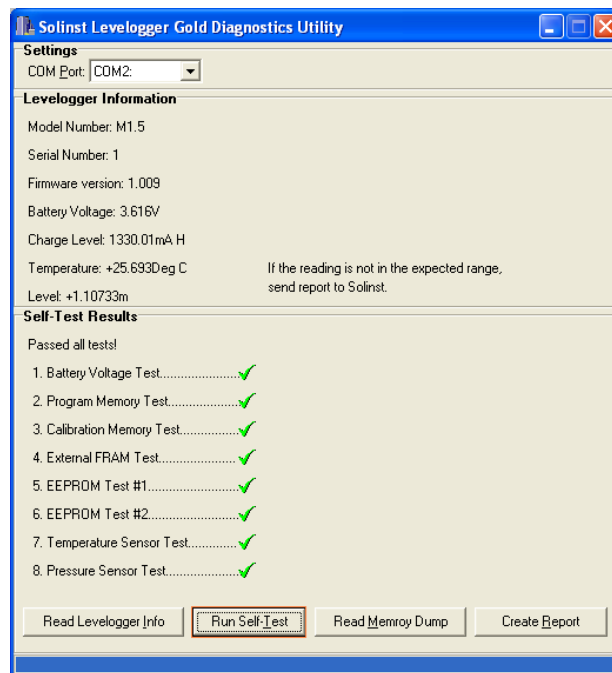 Solinst Levelogger Gold Diagnostics Utility
Settings
COM Port: COM2:
Levelogger Information
Model Number: M1.5
Serial Number: 1
Firmware version: 1.009
Battery Voltage: 3.616V
Charge Level: 1330.01mA H
Temperature: +25.693Deg C
If the reading is not in the expected range,
send report to Solinst.
Level: +1.10733m
Self-Test Results
Passed all tests!
1. Battery Voltage Test......................
2. Program Memory Test...................
3. Calibration Memory Test................
4. External FRAM Test......................
5. EEPROM Test #1.........................
6. EEPROM Test #2.........................
7. Temperature Sensor Test..............
8. Pressure Sensor Test....................
Read Levelogger Info Run Self-Test Read Memroy Dump Create Report